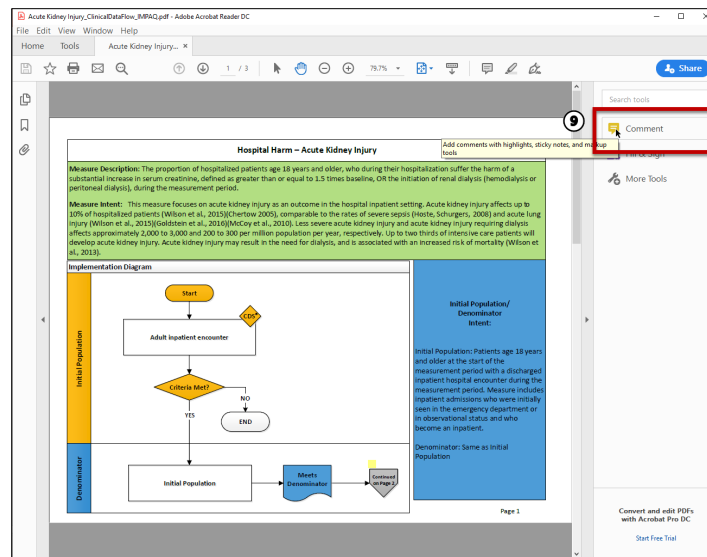 Acute Kidney Injury_ClinicalDataFlow_IMPAQ.pdf - Adobe Acrobat Reader DC
File Edit View Window Help
Home Tools Acute Kidney Injury... ×
1 / 3 79.7% Share
Search tools
9
Comment
Add comments with highlights, sticky notes, and markup
tools
Fill & Sign
More Tools
Hospital Harm – Acute Kidney Injury
Measure Description: The proportion of hospitalized patients age 18 years and older, who during their hospitalization suffer the harm of a
substantial increase in serum creatinine, defined as greater than or equal to 1.5 times baseline, OR the initiation of renal dialysis (hemodialysis or
peritoneal dialysis), during the measurement period.
Measure Intent: This measure focuses on acute kidney injury as an outcome in the hospital inpatient setting. Acute kidney injury affects up to
10% of hospitalized patients (Wilson et al., 2015)(Chertow 2005), comparable to the rates of severe sepsis (Hoste, Schurgers, 2008) and acute lung
injury (Wilson et al., 2015)(Goldstein et al., 2016)(McCoy et al., 2010). Less severe acute kidney injury and acute kidney injury requiring dialysis
affects approximately 2,000 to 3,000 and 200 to 300 per million population per year, respectively. Up to two thirds of intensive care patients will
develop acute kidney injury. Acute kidney injury may result in the need for dialysis, and is associated with an increased risk of mortality (Wilson et
al., 2013).
Implementation Diagram
Initial Population
Start
CDS*
Adult inpatient encounter
Criteria Met?
NO
YES
END
Denominator
Initial Population
Meets
Denominator
Continued
on Page 2
Initial Population/
Denominator
Intent:
Initial Population: Patients age 18 years
and older at the start of the
measurement period with a discharged
inpatient hospital encounter during the
measurement period. Measure includes
inpatient admissions who were initially
seen in the emergency department or
in observational status and who
become an inpatient.
Denominator: Same as Initial
Population
Page 1
Convert and edit PDFs
with Acrobat Pro DC
Start Free Trial